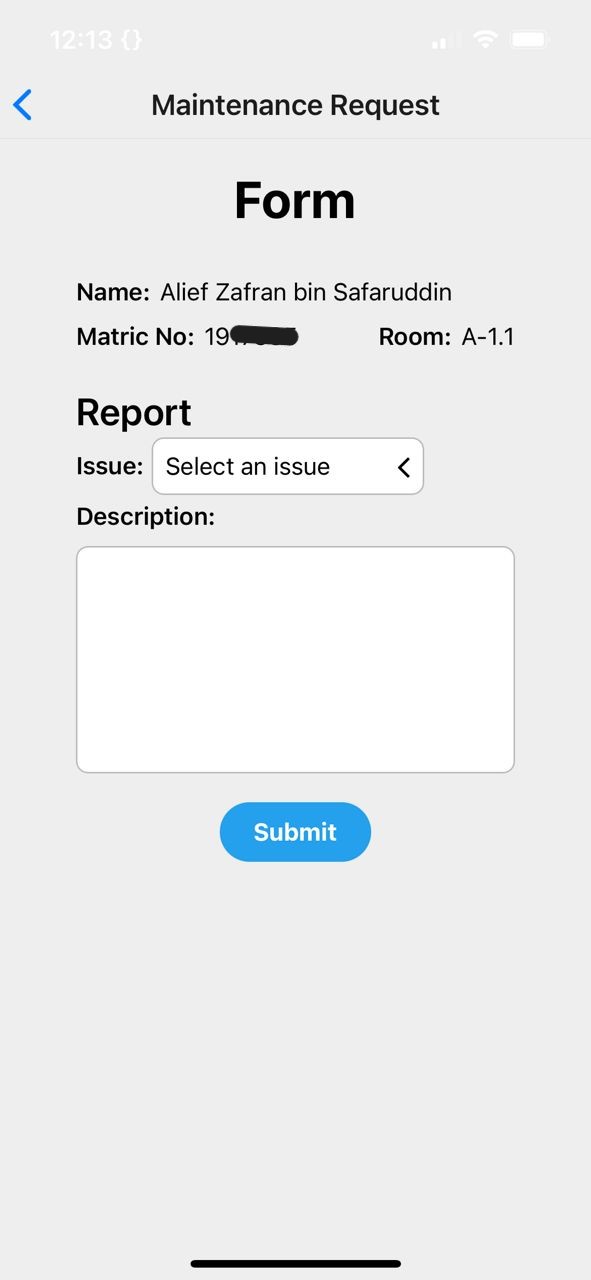 12:13 {}
Maintenance Request
Form
Name: Alief Zafran bin Safaruddin
Matric No: 19 Room: A-1.1
Report
Issue: Select an issue
Description:
Submit